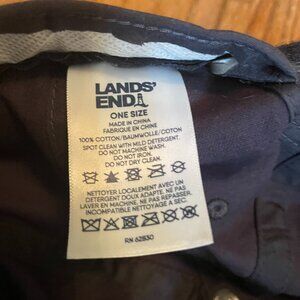 LANDS'
END
ONE SIZE
MADE IN CHINA
FABRIQUE EN CHINE
100% COTTON/BAUMWOLLE/COTON
SPOT CLEAN WITH MILD DETERGENT.
DO NOT MACHINE WASH.
DO NOT IRON.
DO NOT DRY CLEAN.
NETTOYER LOCALEMENT AVEC UN
DETERGENT DOUX ADAPTE. NE PAS
LAVER EN MACHINE. NE PAS REPASSER.
INCOMPATIBLE NETTOYAGE A SEC.
RN 62830